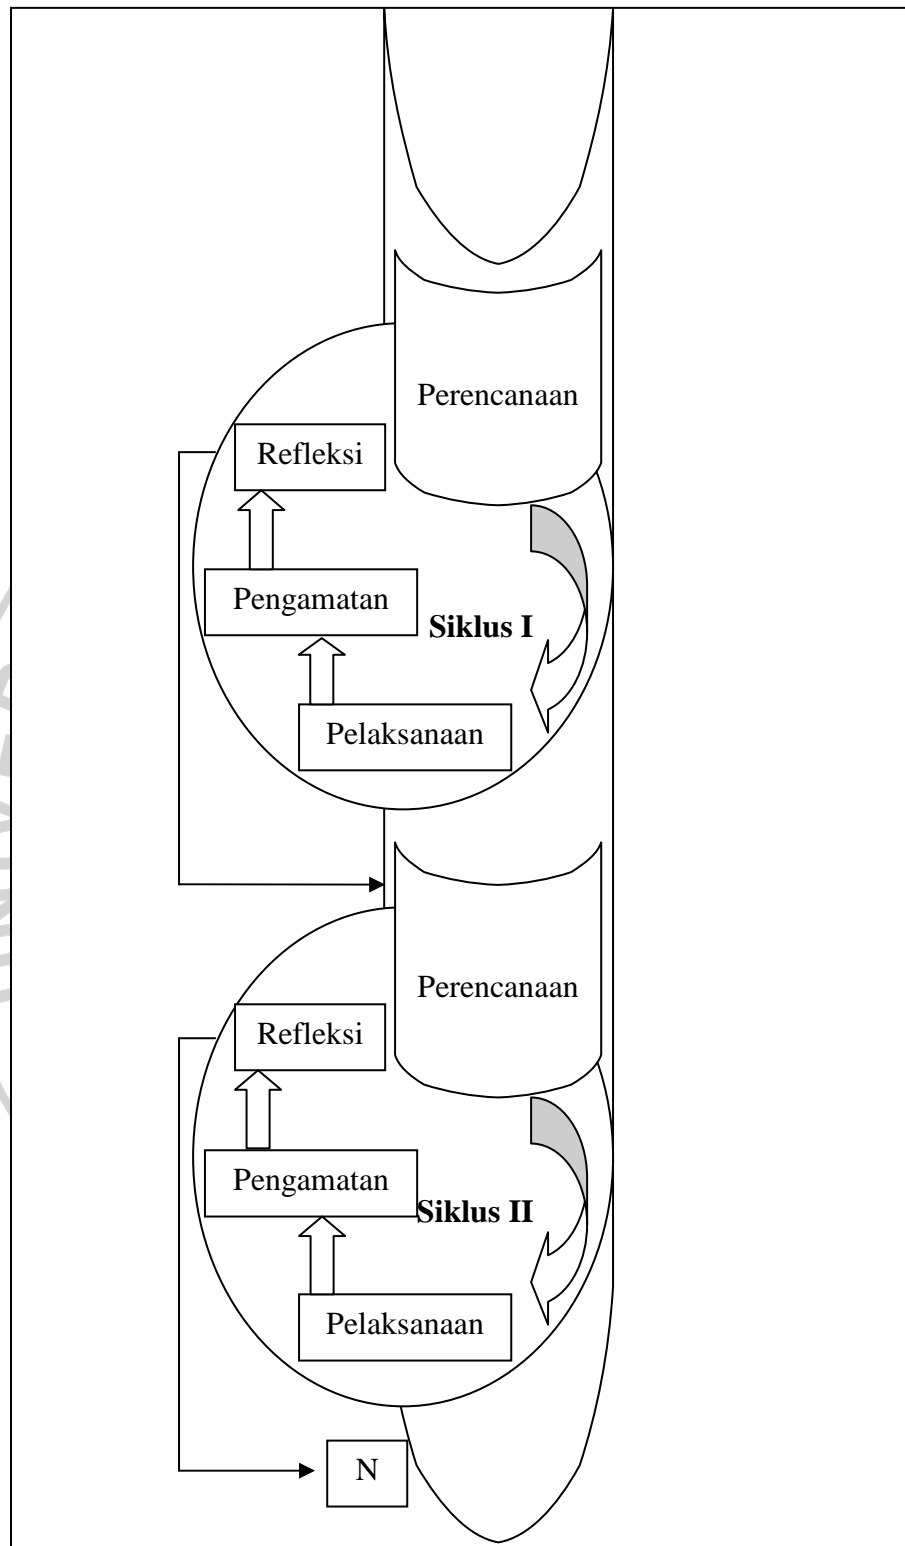 Perencanaan
Refleksi
Pengamatan
Siklus I
Pelaksanaan
Perencanaan
Refleksi
Pengamatan
Siklus II
Pelaksanaan
N